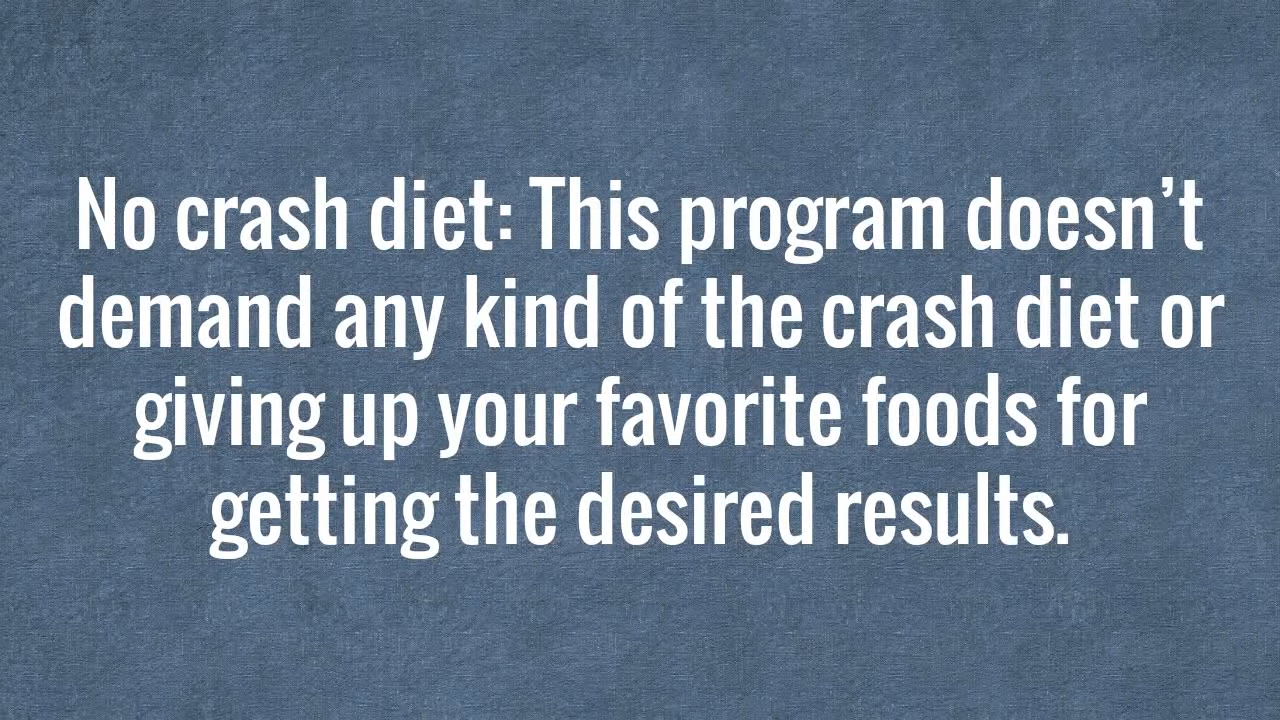 No crash diet: This program doesn’t
demand any kind of the crash diet or
giving up your favorite foods for
getting the desired results.